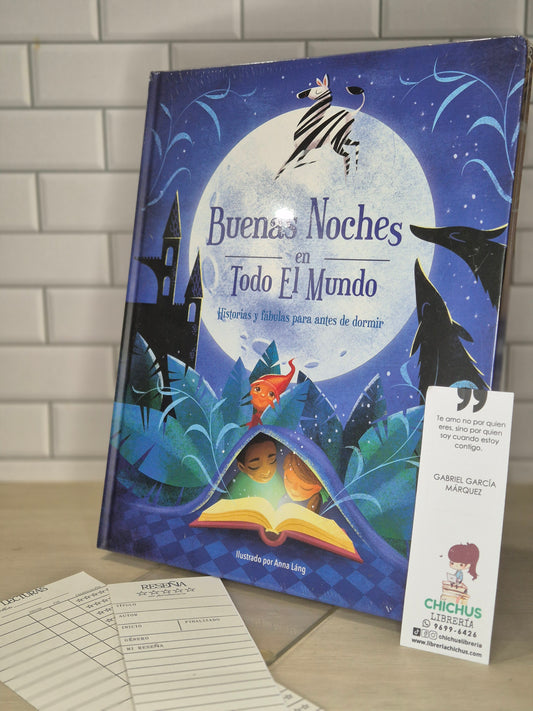 Buenas Noches
en
Todo El Mundo
Historias y fábulas para antes de dormir
Ilustrado por Anna Láng
”
Te amo no por quien
eres, sino por quien
soy cuando estoy
contigo.
GABRIEL GARCÍA
MÁRQUEZ
CHICHUS
LIBRERÍA
9699-6426
chichuslibreria
www.libreriachichus.com
LECTURAS
RESEÑA
TÍTULO
AUTOR
INICIO
FINALIZADO
GÉNERO
MI RESEÑA